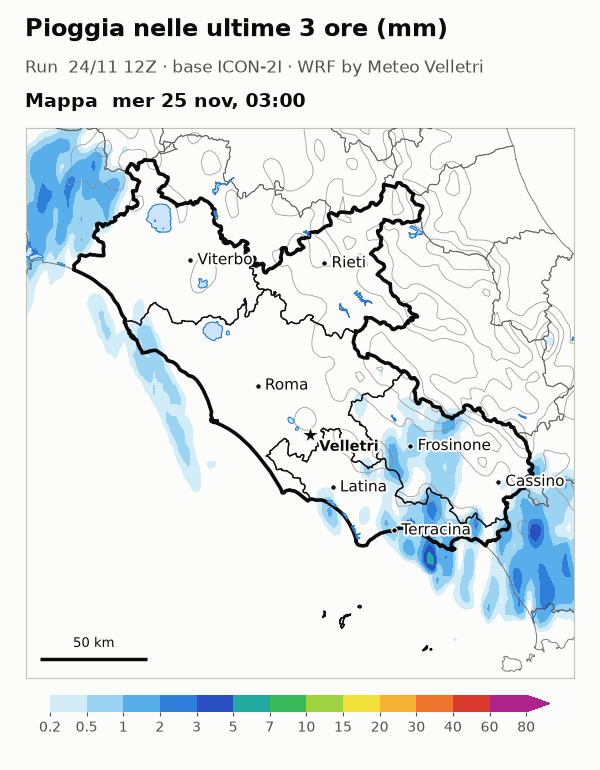 Pioggia nelle ultime 3 ore (mm)
Run  24/11 12Z · base ICON-2I · WRF by Meteo Velletri
Mappa  mer 25 nov, 03:00
Viterbo
Rieti
Roma
Velletri
Frosinone
Cassino
Latina
Terracina
50 km
0.2 0.5 1 2 3 5 7 10 15 20 30 40 60 80